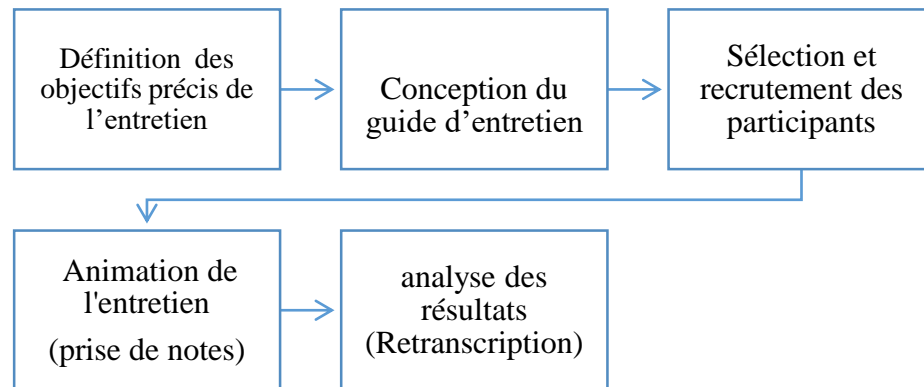 Définition  des
objectifs précis de
l’entretien
Conception du
guide d’entretien
Sélection et
recrutement des
participants
Animation de
l'entretien
(prise de notes)
analyse des
résultats
(Retranscription)